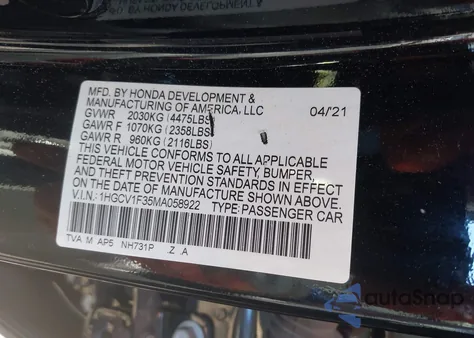 MFD. BY HONDA DEVELOPMENT &
MANUFACTURING OF AMERICA, LLC
04/21
GVWR 2030KG (4475LBS)
GAWR F 1070KG (2358LBS)
GAWR R 960KG (2116LBS)
THIS VEHICLE CONFORMS TO ALL APPLICABLE
FEDERAL MOTOR VEHICLE SAFETY, BUMPER,
AND THEFT PREVENTION STANDARDS IN EFFECT
ON THE DATE OF MANUFACTURE SHOWN ABOVE.
V.I.N.: 1HGCV1F35MA058922 TYPE: PASSENGER CAR
TVA M AP5 NH731P Z A
autoSnap